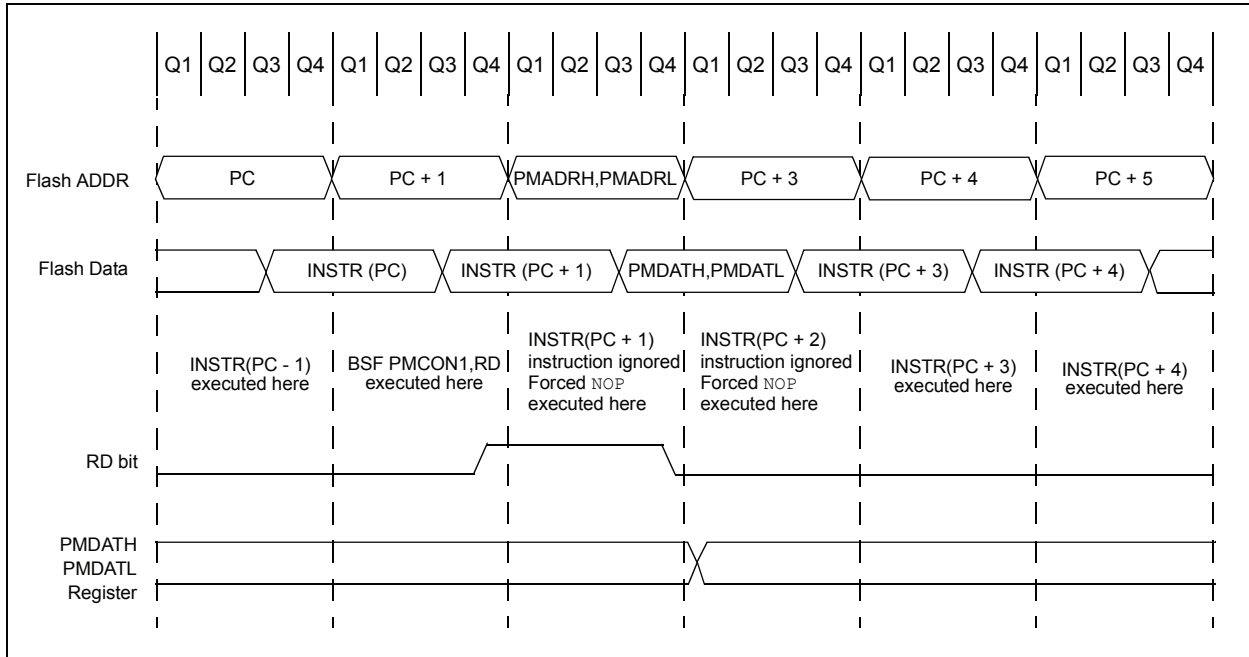 Q1 Q2 Q3 Q4 Q1 Q2 Q3 Q4 Q1 Q2 Q3 Q4 Q1 Q2 Q3 Q4 Q1 Q2 Q3 Q4 Q1 Q2 Q3 Q4
Flash ADDR PC PC + 1 PMADRH,PMADRL PC + 3 PC + 4 PC + 5
Flash Data INSTR (PC) INSTR (PC + 1) PMDATH,PMDATL INSTR (PC + 3) INSTR (PC + 4)
INSTR(PC - 1)
executed here
BSF PMCON1,RD
executed here
INSTR(PC + 1)
instruction ignored
Forced NOP
executed here
INSTR(PC + 2)
instruction ignored
Forced NOP
executed here
INSTR(PC + 3)
executed here
INSTR(PC + 4)
executed here
RD bit
PMDATH
PMDATL
Register